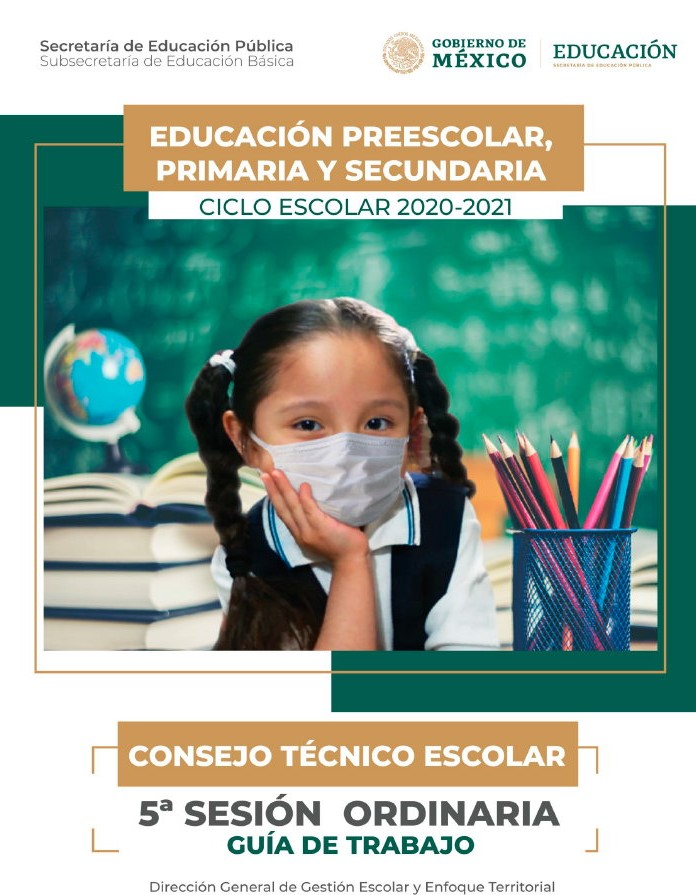 Secretaría de Educación Pública
Subsecretaría de Educación Básica
GOBIERNO DE
MÉXICO
EDUCACIÓN
SECRETARÍA DE EDUCACIÓN PÚBLICA
EDUCACIÓN PREESCOLAR,
PRIMARIA Y SECUNDARIA
CICLO ESCOLAR 2020-2021
CONSEJO TÉCNICO ESCOLAR
5ª SESIÓN ORDINARIA
GUÍA DE TRABAJO
Dirección General de Gestión Escolar y Enfoque Territorial